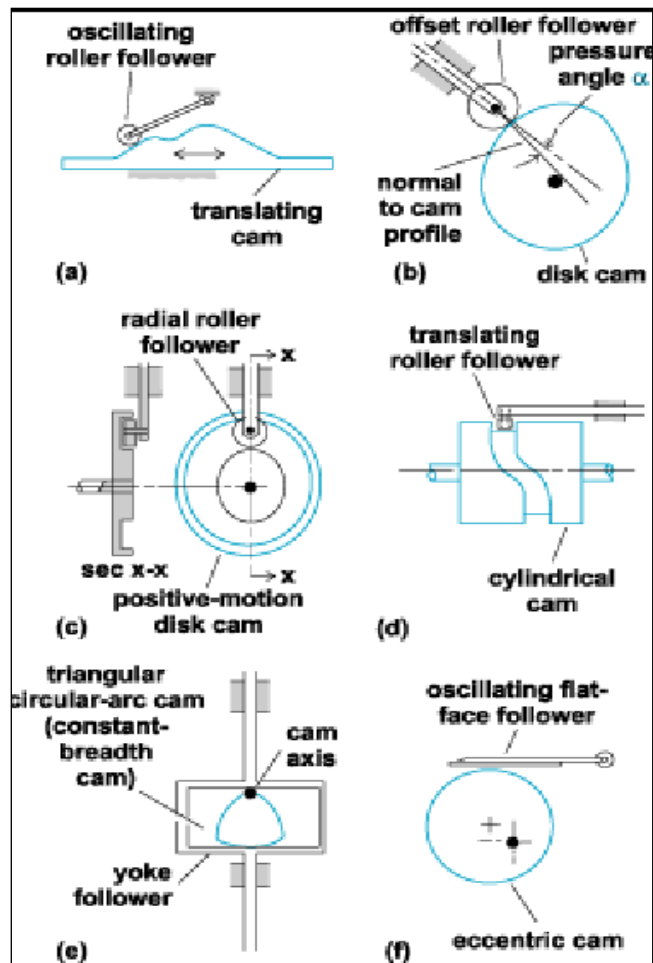 oscillating
roller follower
translating
cam
(a)
offset roller follower
pressure
angle α
normal
to cam
profile
(b)
disk cam
radial roller
follower
x
sec x-x
x
positive-motion
disk cam
(c)
translating
roller follower
cylindrical
cam
(d)
triangular
circular-arc cam
(constant-
breadth
cam)
cam
axis
yoke
follower
(e)
oscillating flat-
face follower
eccentric cam
(f)